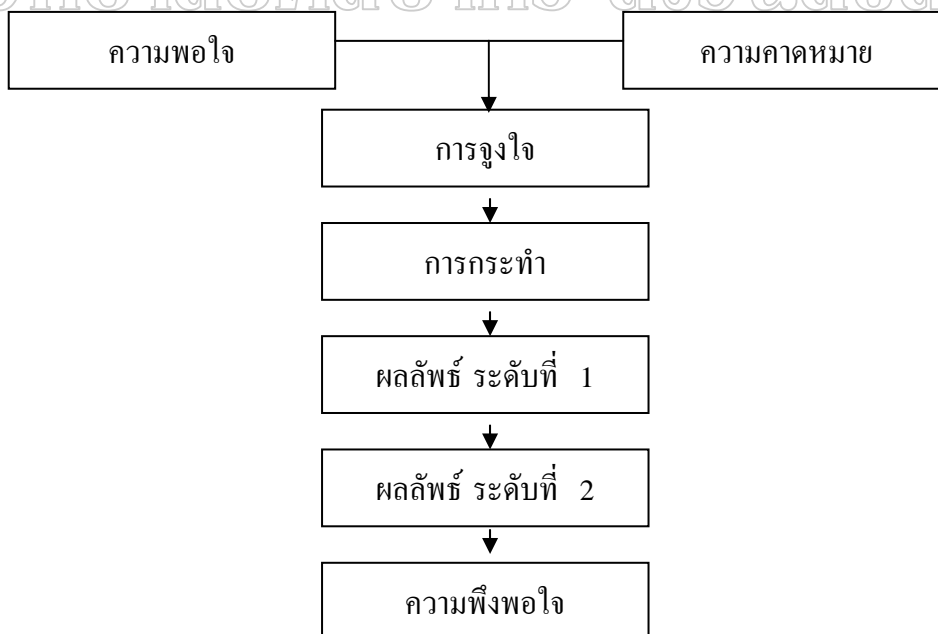 ความพอใจ ความคาดหมาย
การจูงใจ
การกระทำ
ผลลัพธ์ ระดับที่ 1
ผลลัพธ์ ระดับที่ 2
ความพึงพอใจ